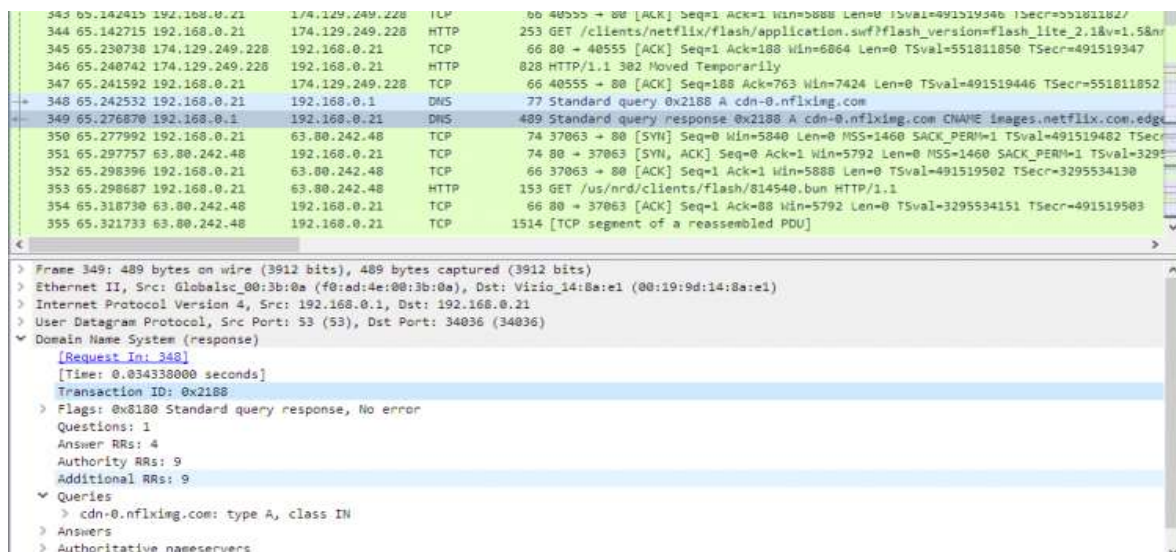 343 65.142415 192.168.0.21 174.129.249.228 TCP 66 40555 → 80 [ACK] Seq=1 Ack=1 Win=5888 Len=0 TSval=491519346 TSecr=551811827
344 65.142715 192.168.0.21 174.129.249.228 HTTP 253 GET /clients/netflix/flash/application.swf?flash_version=flash_lite_2.1&v=1.5&nr
345 65.230738 174.129.249.228 192.168.0.21 TCP 66 80 → 40555 [ACK] Seq=1 Ack=188 Win=6864 Len=0 TSval=551811850 TSecr=491519347
346 65.240742 174.129.249.228 192.168.0.21 HTTP 828 HTTP/1.1 302 Moved Temporarily
347 65.241592 192.168.0.21 174.129.249.228 TCP 66 40555 → 80 [ACK] Seq=188 Ack=763 Win=7424 Len=0 TSval=491519446 TSecr=551811852
348 65.242532 192.168.0.21 192.168.0.1 DNS 77 Standard query 0x2188 A cdn-0.nflximg.com
349 65.276870 192.168.0.1 192.168.0.21 DNS 489 Standard query response 0x2188 A cdn-0.nflximg.com CNAME images.netflix.com.edge
350 65.277992 192.168.0.21 63.80.242.48 TCP 74 37063 → 80 [SYN] Seq=0 Win=5840 Len=0 MSS=1460 SACK_PERM=1 TSval=491519482 TSecr
351 65.297757 63.80.242.48 192.168.0.21 TCP 74 80 → 37063 [SYN, ACK] Seq=0 Ack=1 Win=5792 Len=0 MSS=1460 SACK_PERM=1 TSval=3295
352 65.298396 192.168.0.21 63.80.242.48 TCP 66 37063 → 80 [ACK] Seq=1 Ack=1 Win=5888 Len=0 TSval=491519502 TSecr=3295534130
353 65.298687 192.168.0.21 63.80.242.48 HTTP 153 GET /us/nrd/clients/flash/814540.bun HTTP/1.1
354 65.318730 63.80.242.48 192.168.0.21 TCP 66 80 → 37063 [ACK] Seq=1 Ack=88 Win=5792 Len=0 TSval=3295534151 TSecr=491519503
355 65.321733 63.80.242.48 192.168.0.21 TCP 1514 [TCP segment of a reassembled PDU]
Frame 349: 489 bytes on wire (3912 bits), 489 bytes captured (3912 bits)
Ethernet II, Src: Globalsc_00:3b:0a (f0:ad:4e:00:3b:0a), Dst: Vizio_14:8a:e1 (00:19:9d:14:8a:e1)
Internet Protocol Version 4, Src: 192.168.0.1, Dst: 192.168.0.21
User Datagram Protocol, Src Port: 53 (53), Dst Port: 34036 (34036)
Domain Name System (response)
[Request In: 348]
[Time: 0.034338000 seconds]
Transaction ID: 0x2188
Flags: 0x8180 Standard query response, No error
Questions: 1
Answer RRs: 4
Authority RRs: 9
Additional RRs: 9
Queries
cdn-0.nflximg.com: type A, class IN
Answers
Authoritative nameservers